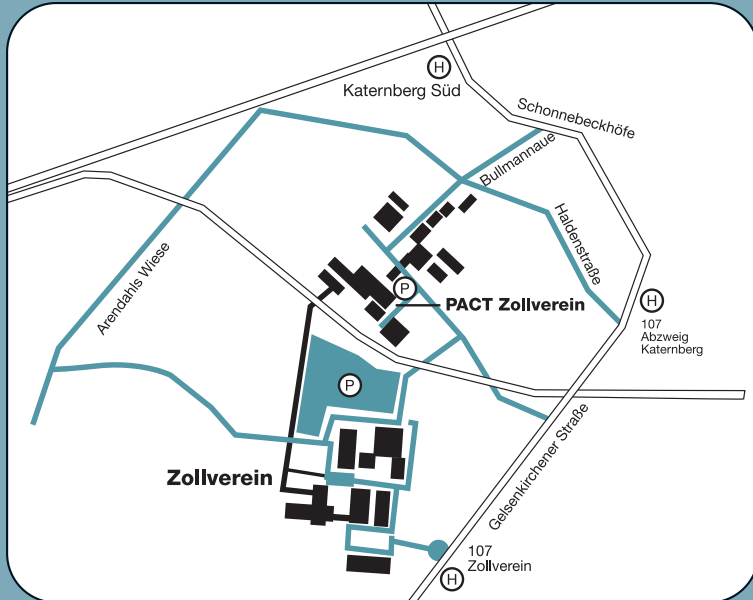 H
Katernberg Süd
Schonnebeckhöfe
Bullmannaue
Haldenstraße
Arendahls Wiese
P
PACT Zollverein
H
107
Abzweig
Katernberg
P
Gelsenkirchener Straße
Zollverein
107
Zollverein
H